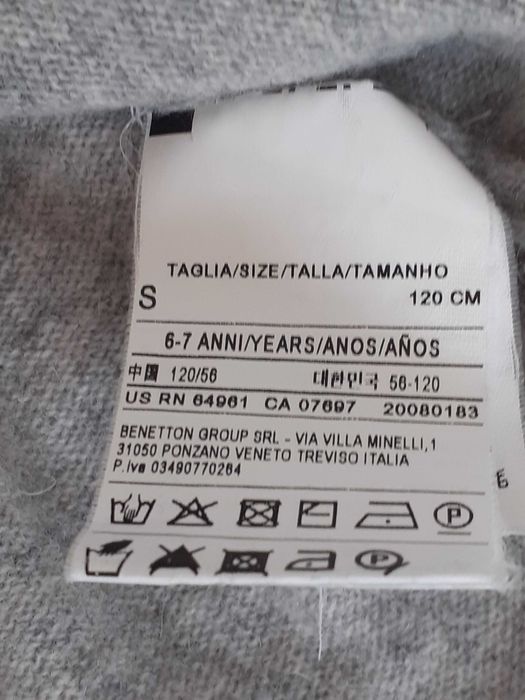 TAGLIA/SIZE/TALLA/TAMANHO
S 120 CM
6-7 ANNI/YEARS/ANOS/AÑOS
中国 120/56 대한민국 56-120
US RN 64961 CA 07697 20080183
BENETTON GROUP SRL - VIA VILLA MINELLI,1
31050 PONZANO VENETO TREVISO ITALIA
P.Iva 03490770264
P
P